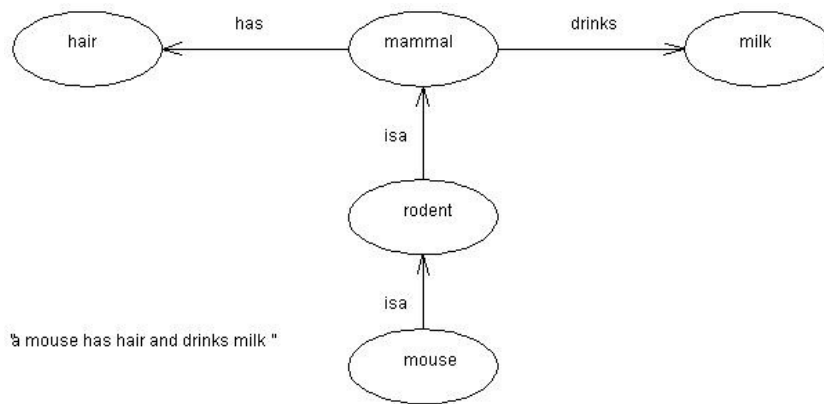 hair
has
mammal
drinks
milk
isa
rodent
isa
"a mouse has hair and drinks milk "
mouse